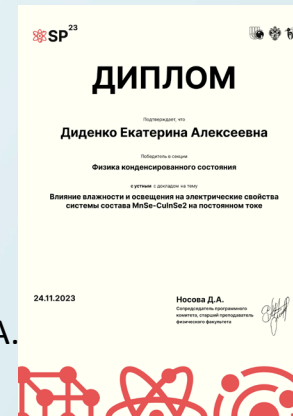 SP23
ДИПЛОМ
Подтверждает, что
Диденко Екатерина Алексеевна
Победитель в секции
Физика конденсированного состояния
с устным с докладом на тему
Влияние влажности и освещения на электрические свойства
системы состава MnSe-CuInSe2 на постоянном токе
24.11.2023
Носова Д.А.
Сопредседатель программного
комитета, старший преподаватель
физического факультета
А.